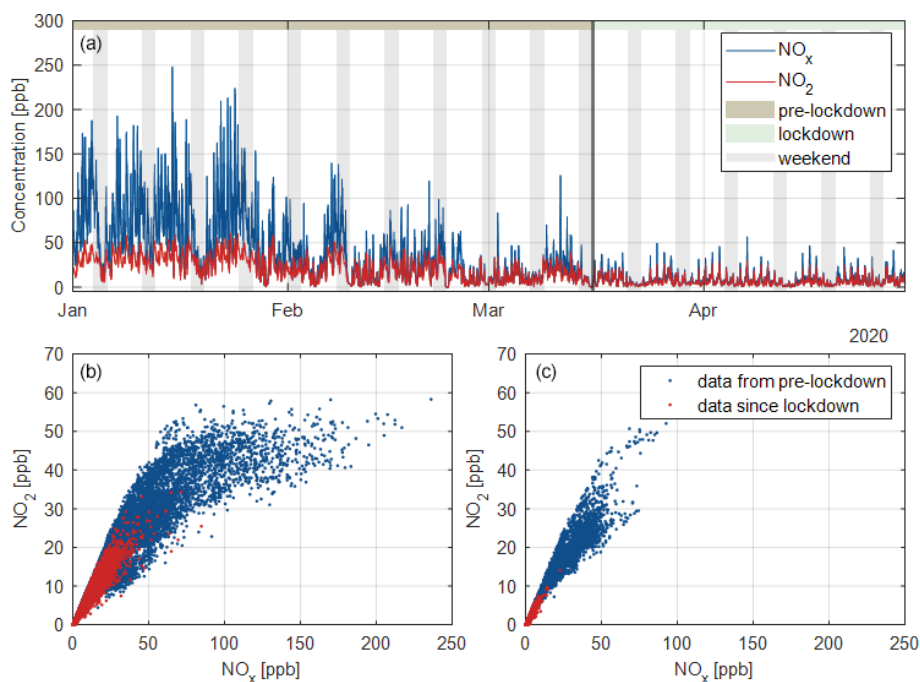 300
250
200
150
100
50
0
Concentration [ppb]
(a)
NOx
NO2
pre-lockdown
lockdown
weekend
Jan Feb Mar Apr
2020
70
60
50
40
30
20
10
0
NO2 [ppb]
(b)
0 50 100 150 200 250
NOx [ppb]
70
60
50
40
30
20
10
0
NO2 [ppb]
(c)
data from pre-lockdown
data since lockdown
0 50 100 150 200 250
NOx [ppb]